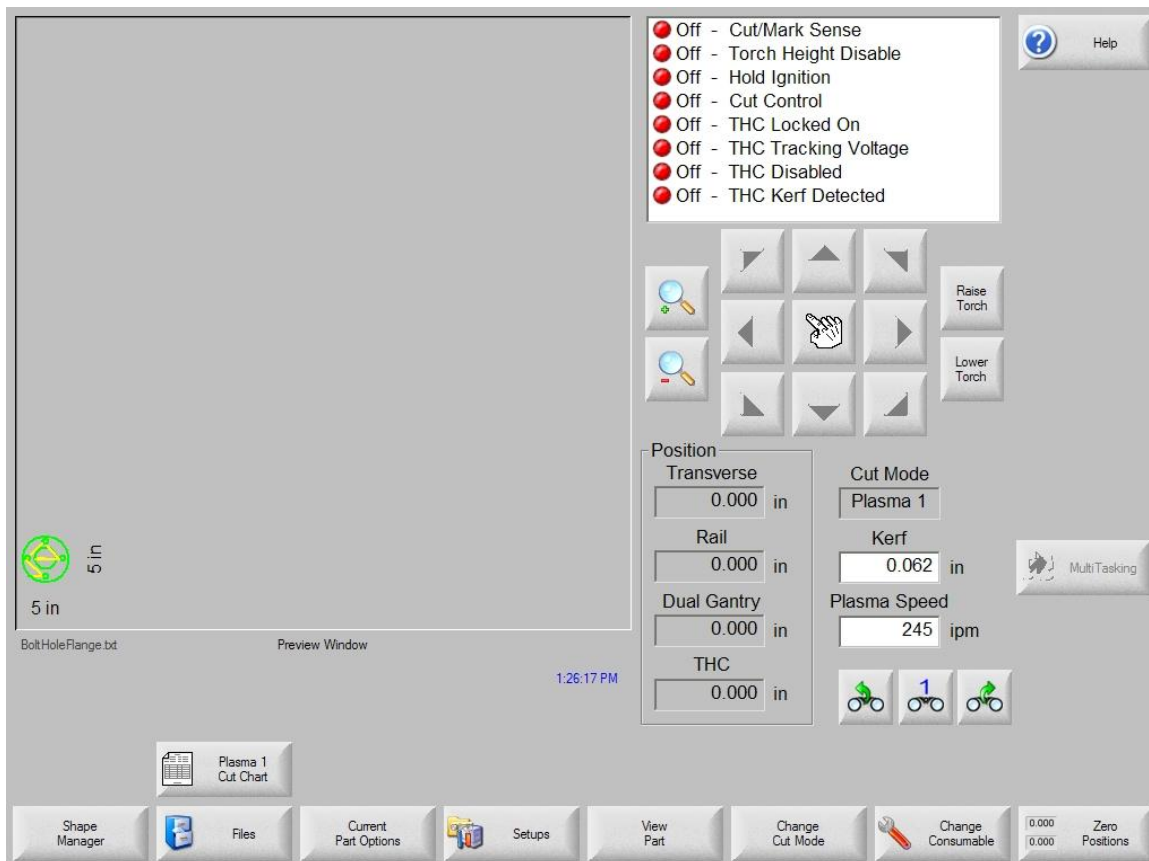 Off - Cut/Mark Sense
Off - Torch Height Disable
Off - Hold Ignition
Off - Cut Control
Off - THC Locked On
Off - THC Tracking Voltage
Off - THC Disabled
Off - THC Kerf Detected
Help
Raise
Torch
Lower
Torch
Position
Transverse
0.000 in
Rail
0.000 in
Dual Gantry
0.000 in
THC
0.000 in
Cut Mode
Plasma 1
Kerf
0.062 in
Plasma Speed
245 ipm
1
MultiTasking
5 in
5 in
BoltHoleFlange.txt
Preview Window
1:26:17 PM
Plasma 1
Cut Chart
Shape
Manager
Files
Current
Part Options
Setups
View
Part
Change
Cut Mode
Change
Consumable
0.000
0.000
Zero
Positions